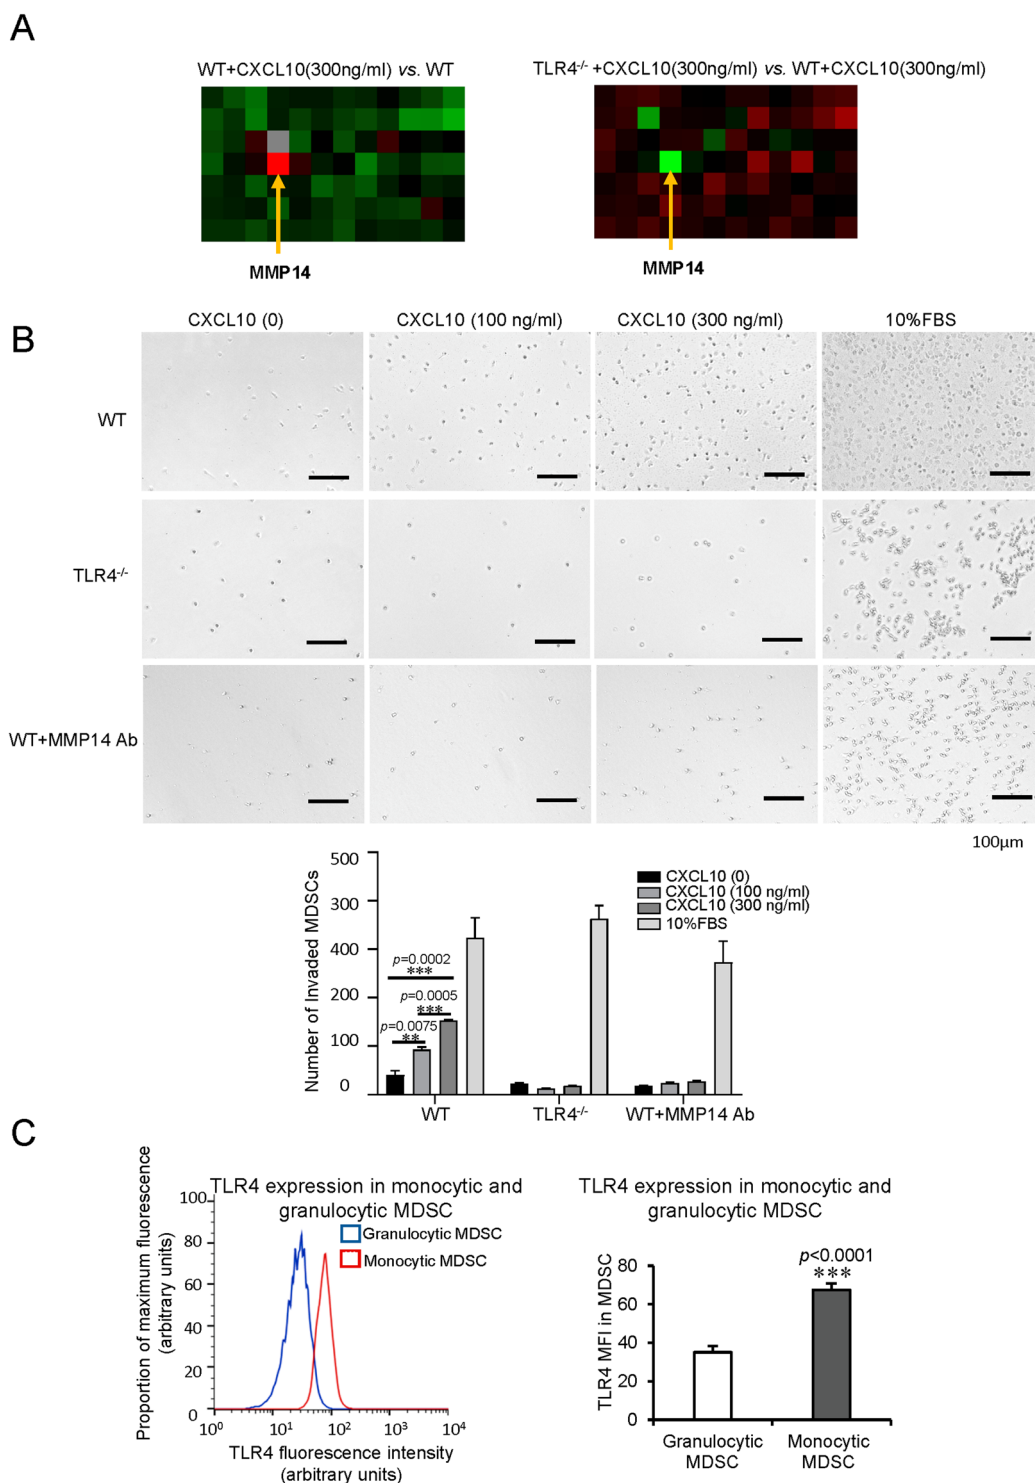 A
WT+CXCL10(300ng/ml) vs. WT
TLR4-/- +CXCL10(300ng/ml) vs. WT+CXCL10(300ng/ml)
MMP14
MMP14
B
CXCL10 (0)
CXCL10 (100 ng/ml)
CXCL10 (300 ng/ml)
10%FBS
WT
TLR4-/-
WT+MMP14 Ab
100μm
Number of Invaded MDSCs
500
300
400
200
100
0
CXCL10 (0)
CXCL10 (100 ng/ml)
CXCL10 (300 ng/ml)
10%FBS
p=0.0002
***
p=0.0005
***
p=0.0075
**
WT
TLR4-/-
WT+MMP14 Ab
C
TLR4 expression in monocytic and
granulocytic MDSC
Proportion of maximum fluorescence
(arbitrary units)
100
80
60
40
20
0
Granulocytic MDSC
Monocytic MDSC
10⁰
10¹
10²
10³
10⁴
TLR4 fluorescence intensity
(arbitrary units)
TLR4 expression in monocytic and
granulocytic MDSC
TLR4 MFI in MDSC
80
60
40
20
0
p<0.0001
***
Granulocytic
MDSC
Monocytic
MDSC